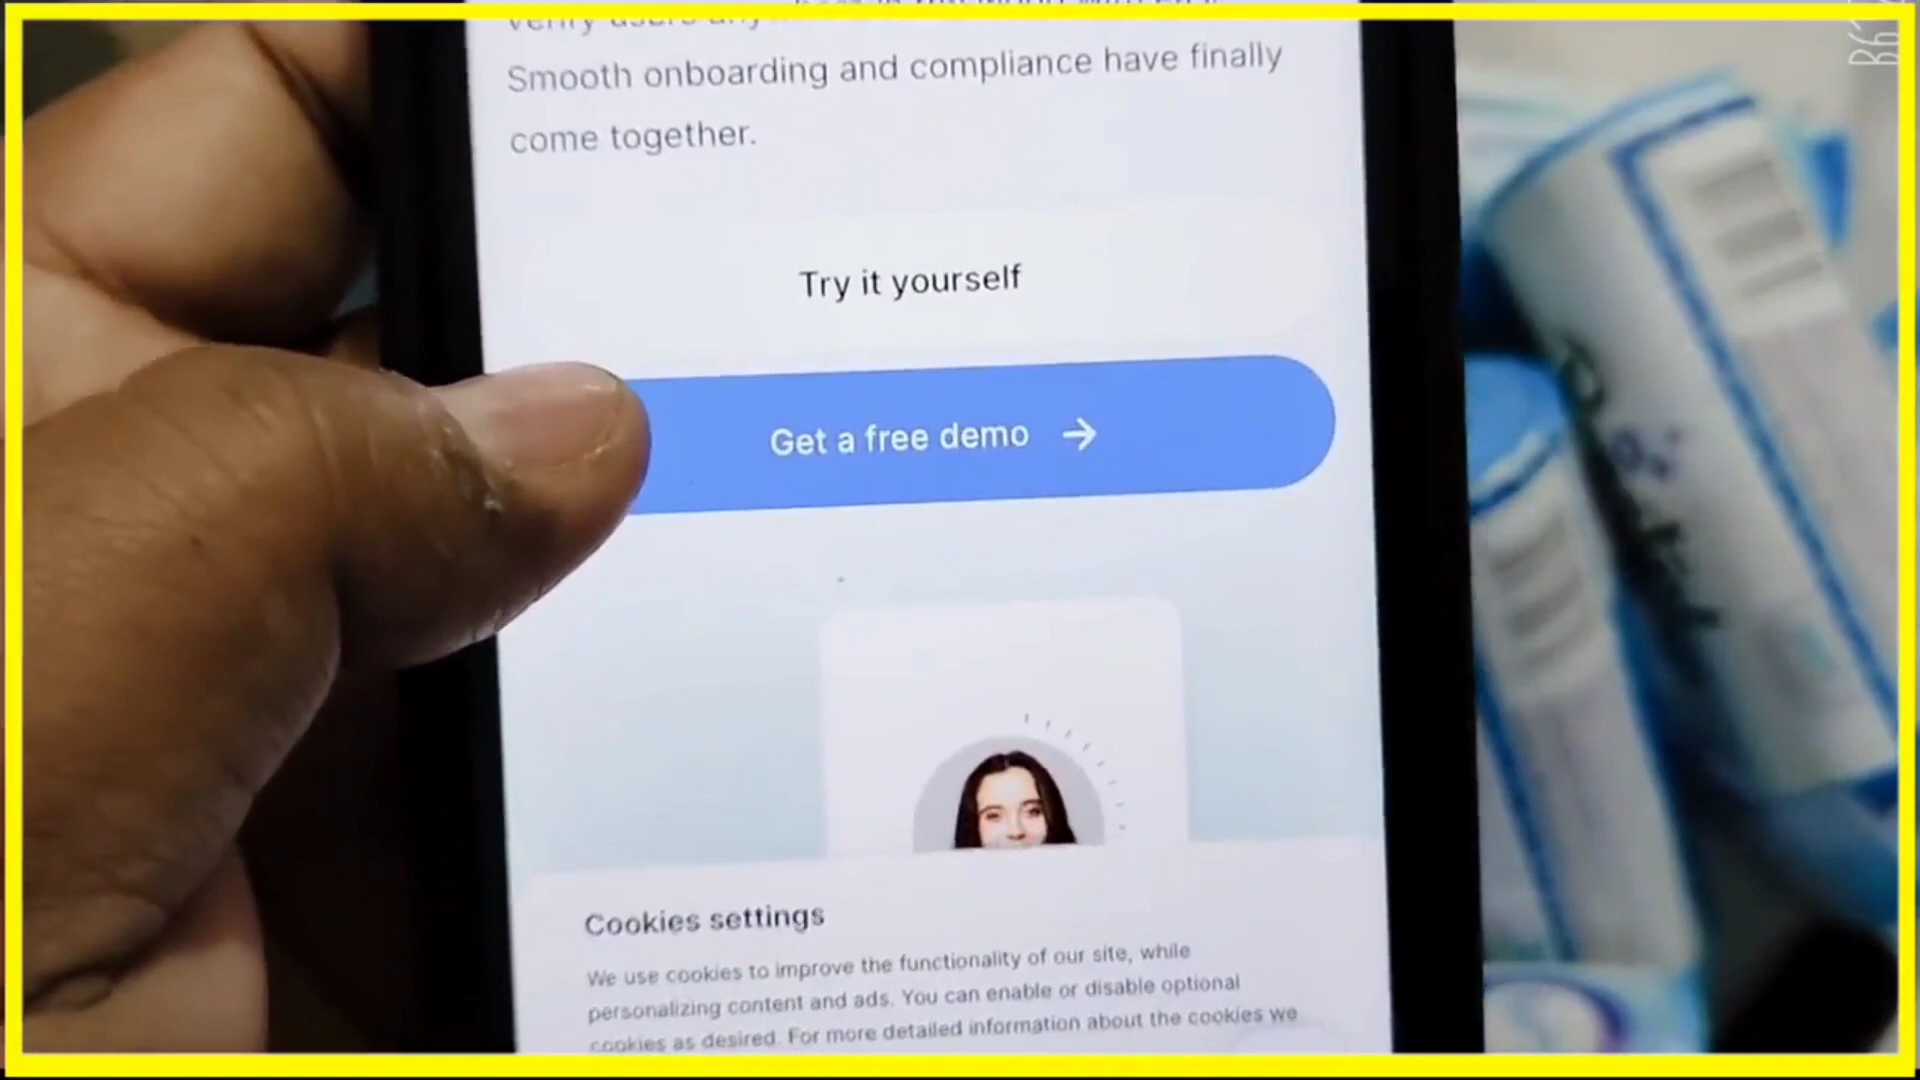 Smooth onboarding and compliance have finally
come together.
Try it yourself
Get a free demo →
Cookies settings
We use cookies to improve the functionality of our site, while
personalizing content and ads. You can enable or disable optional
cookies as desired. For more detailed information about the cookies we